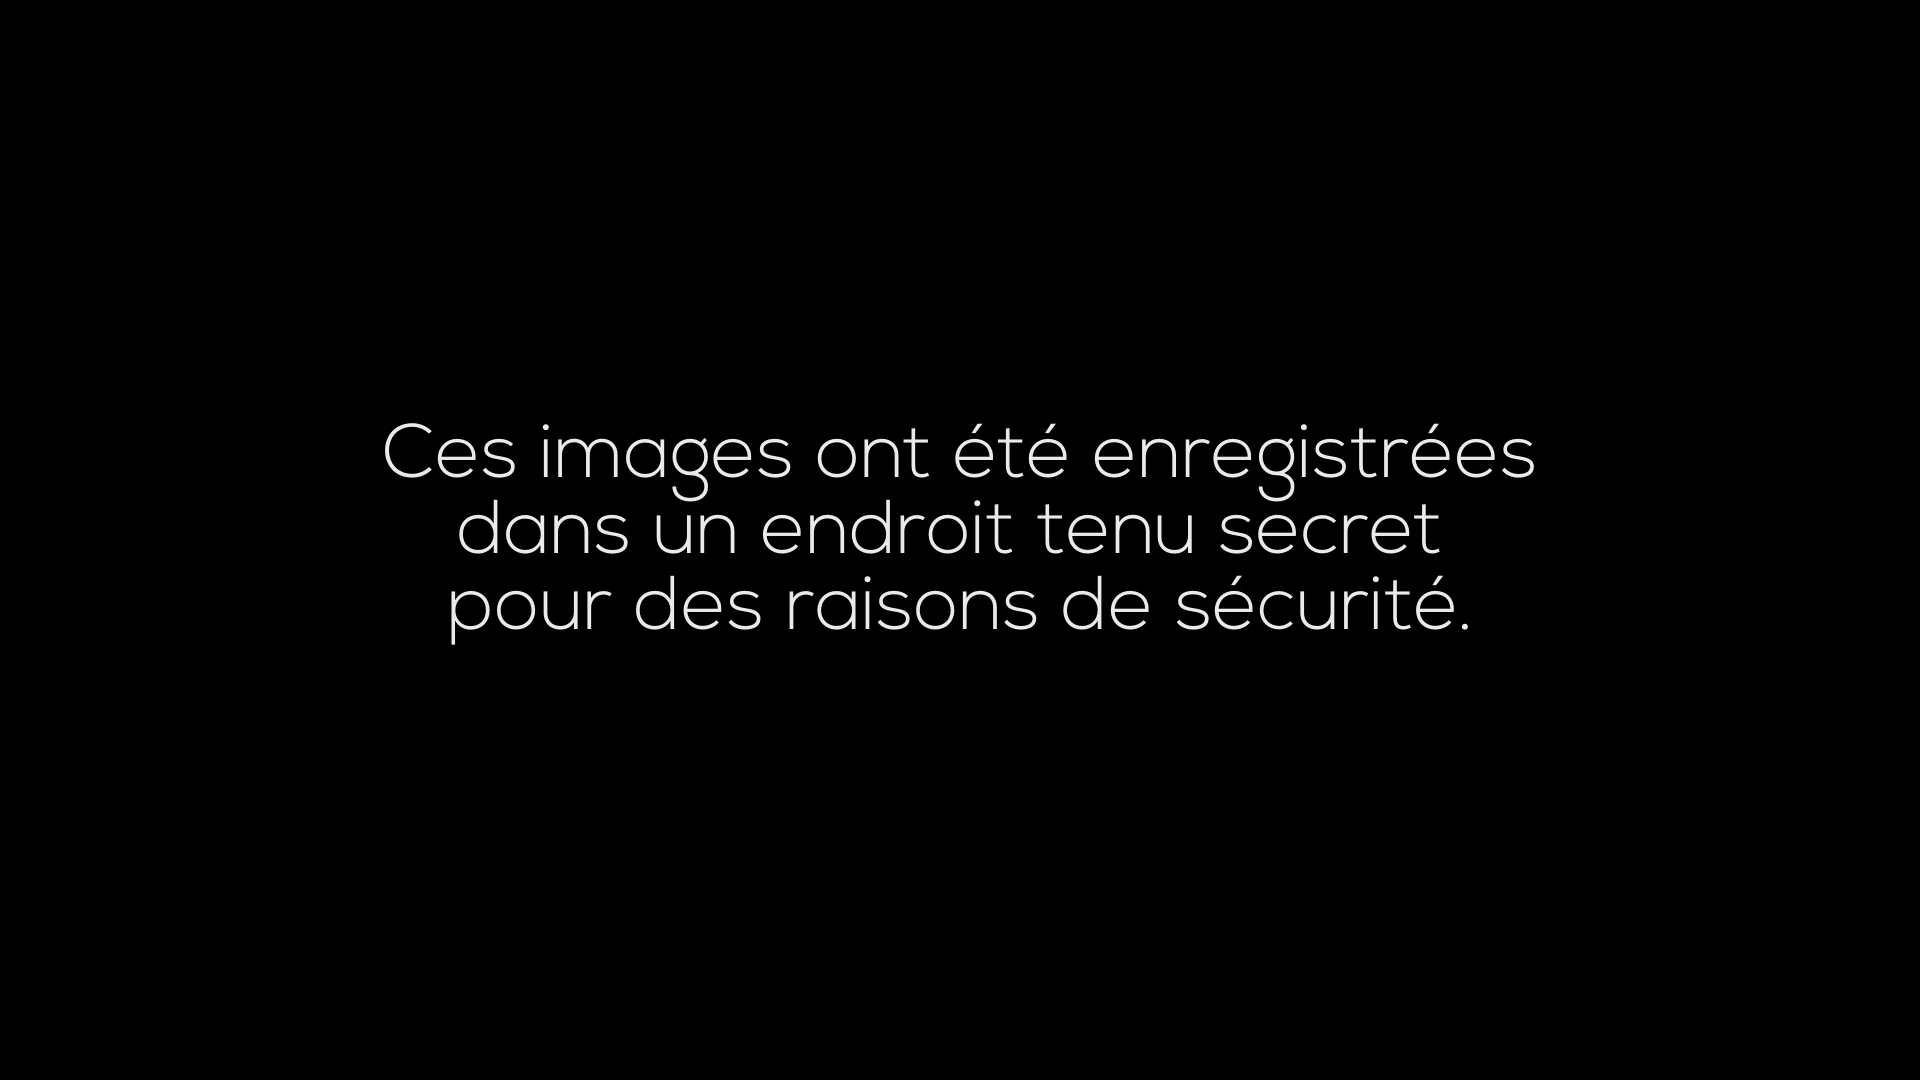 Ces images ont été enregistrées
dans un endroit tenu secret
pour des raisons de sécurité.